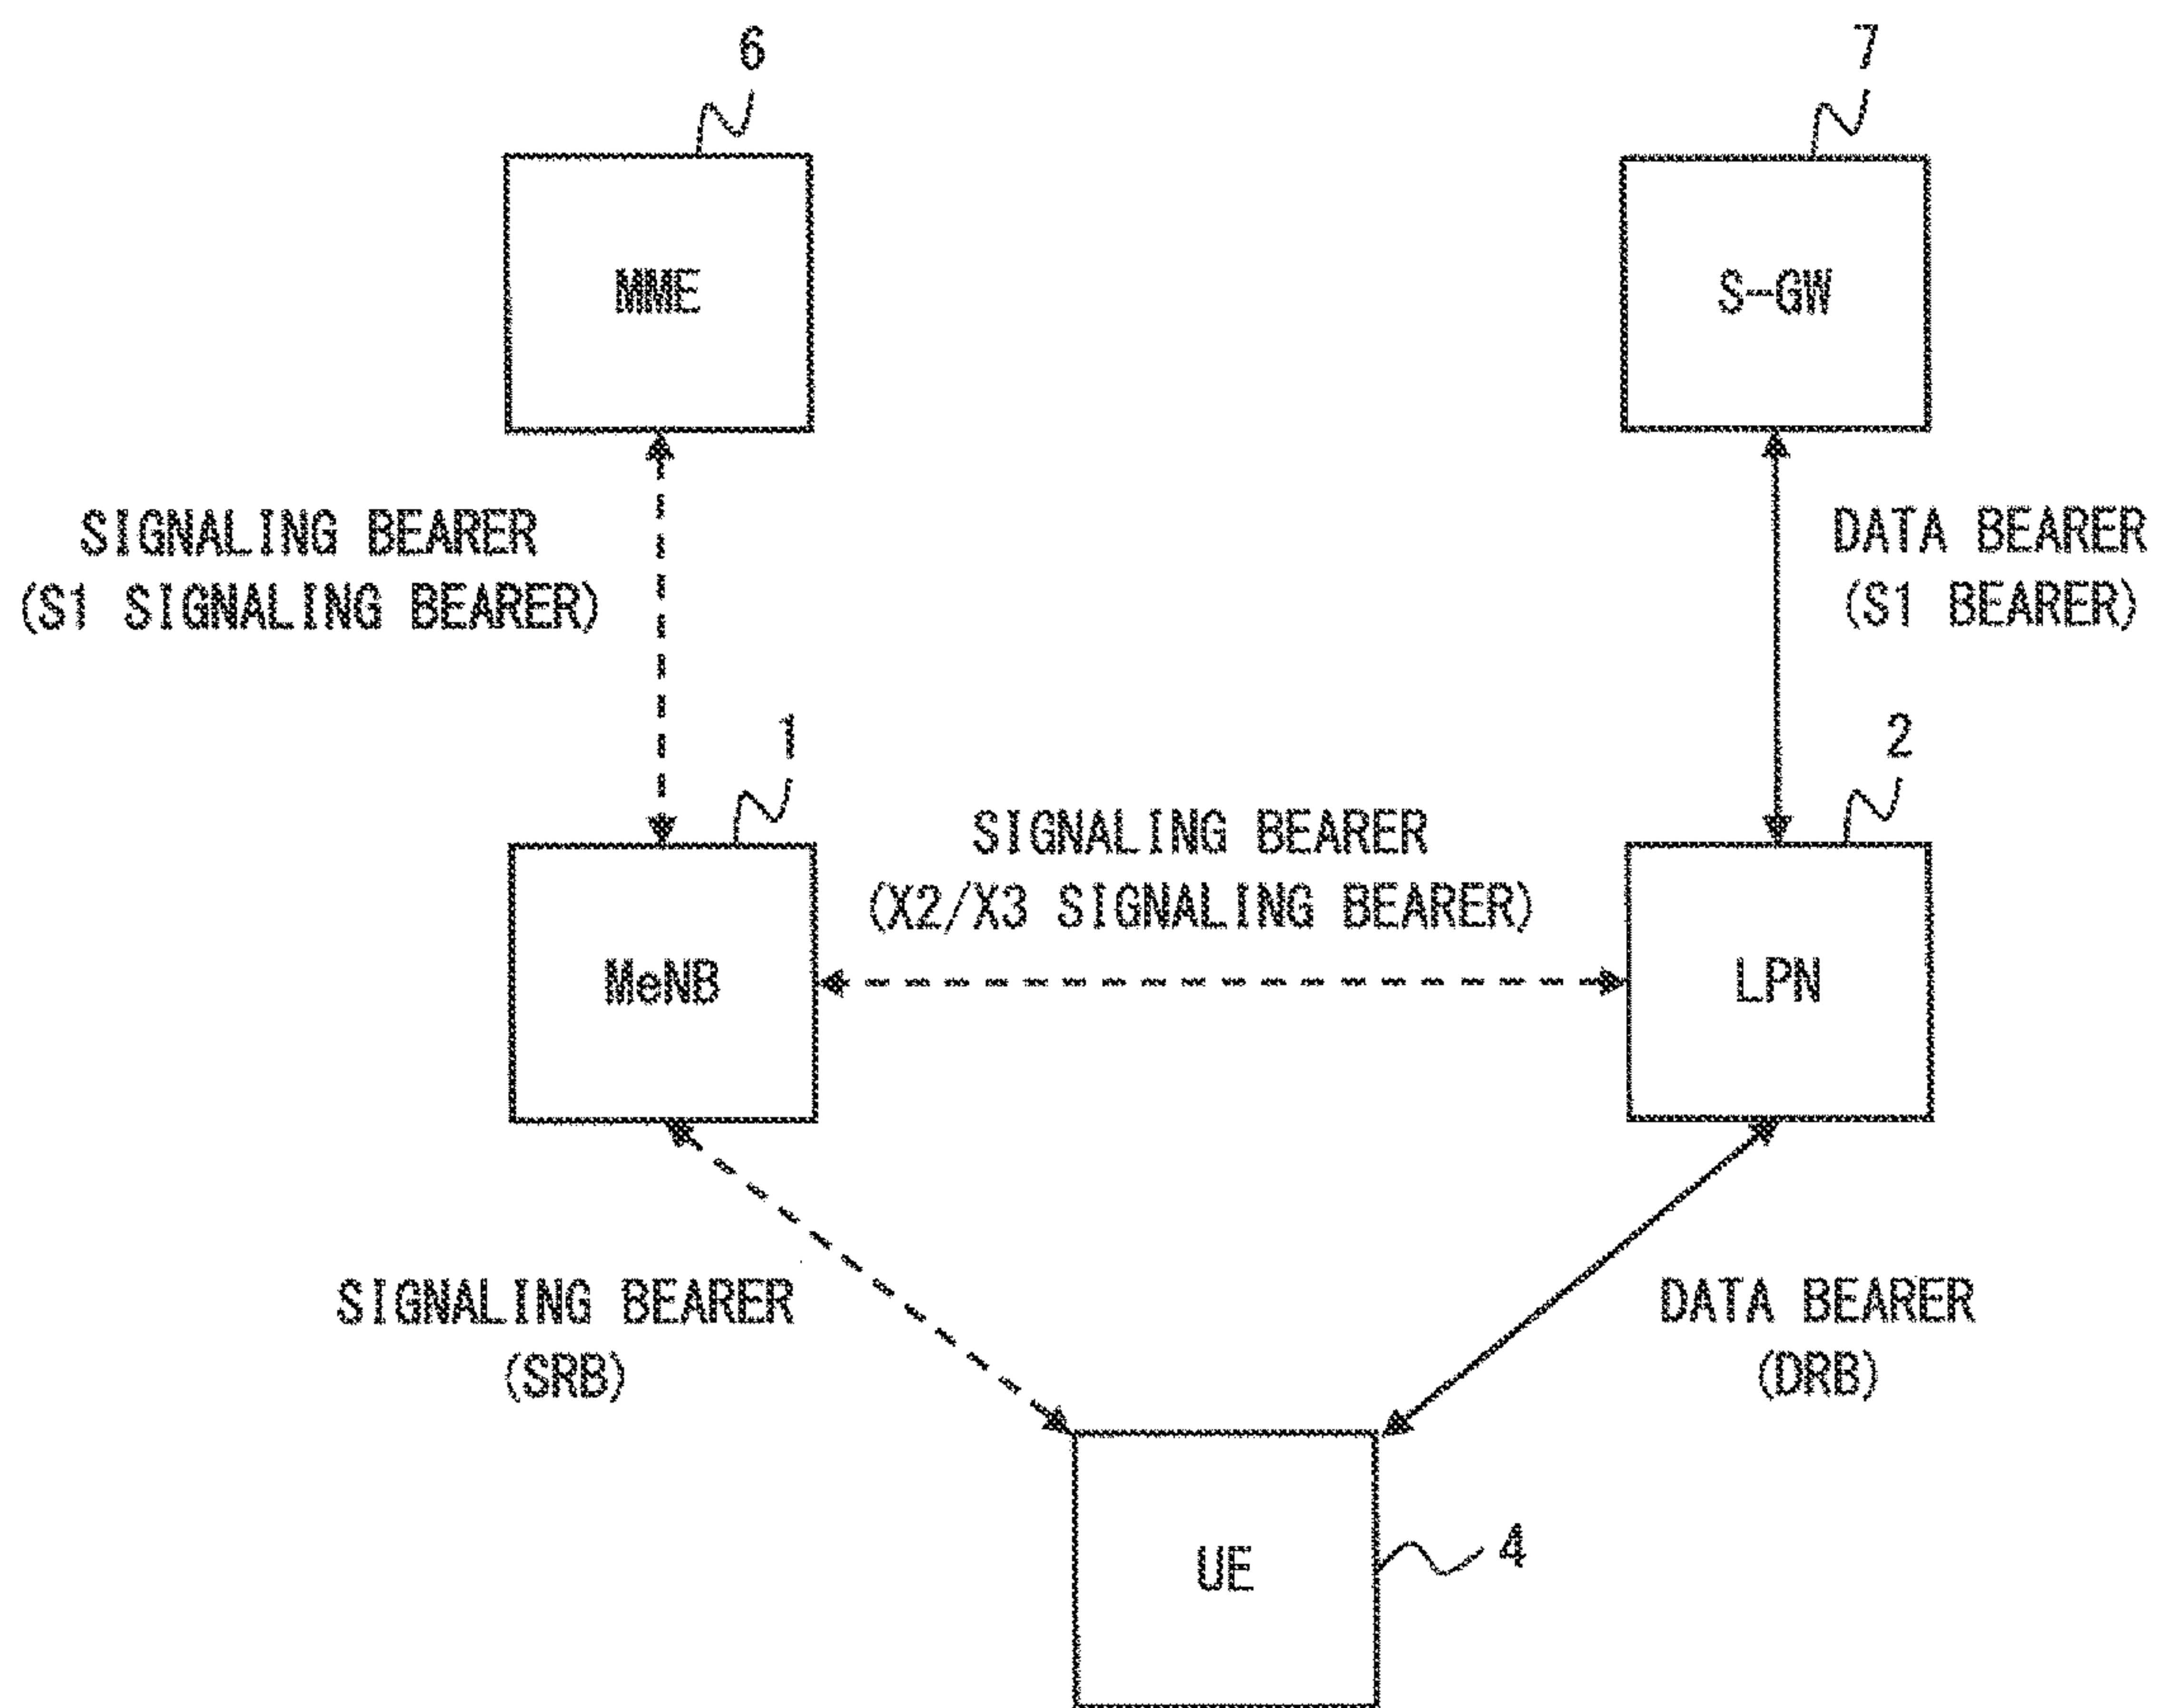 6
7
MME
S-GW
SIGNALING BEARER
(S1 SIGNALING BEARER)
DATA BEARER
(S1 BEARER)
1
2
SIGNALING BEARER
(X2/X3 SIGNALING BEARER)
MeNB
LPN
SIGNALING BEARER
(SRB)
DATA BEARER
(DRB)
UE
4